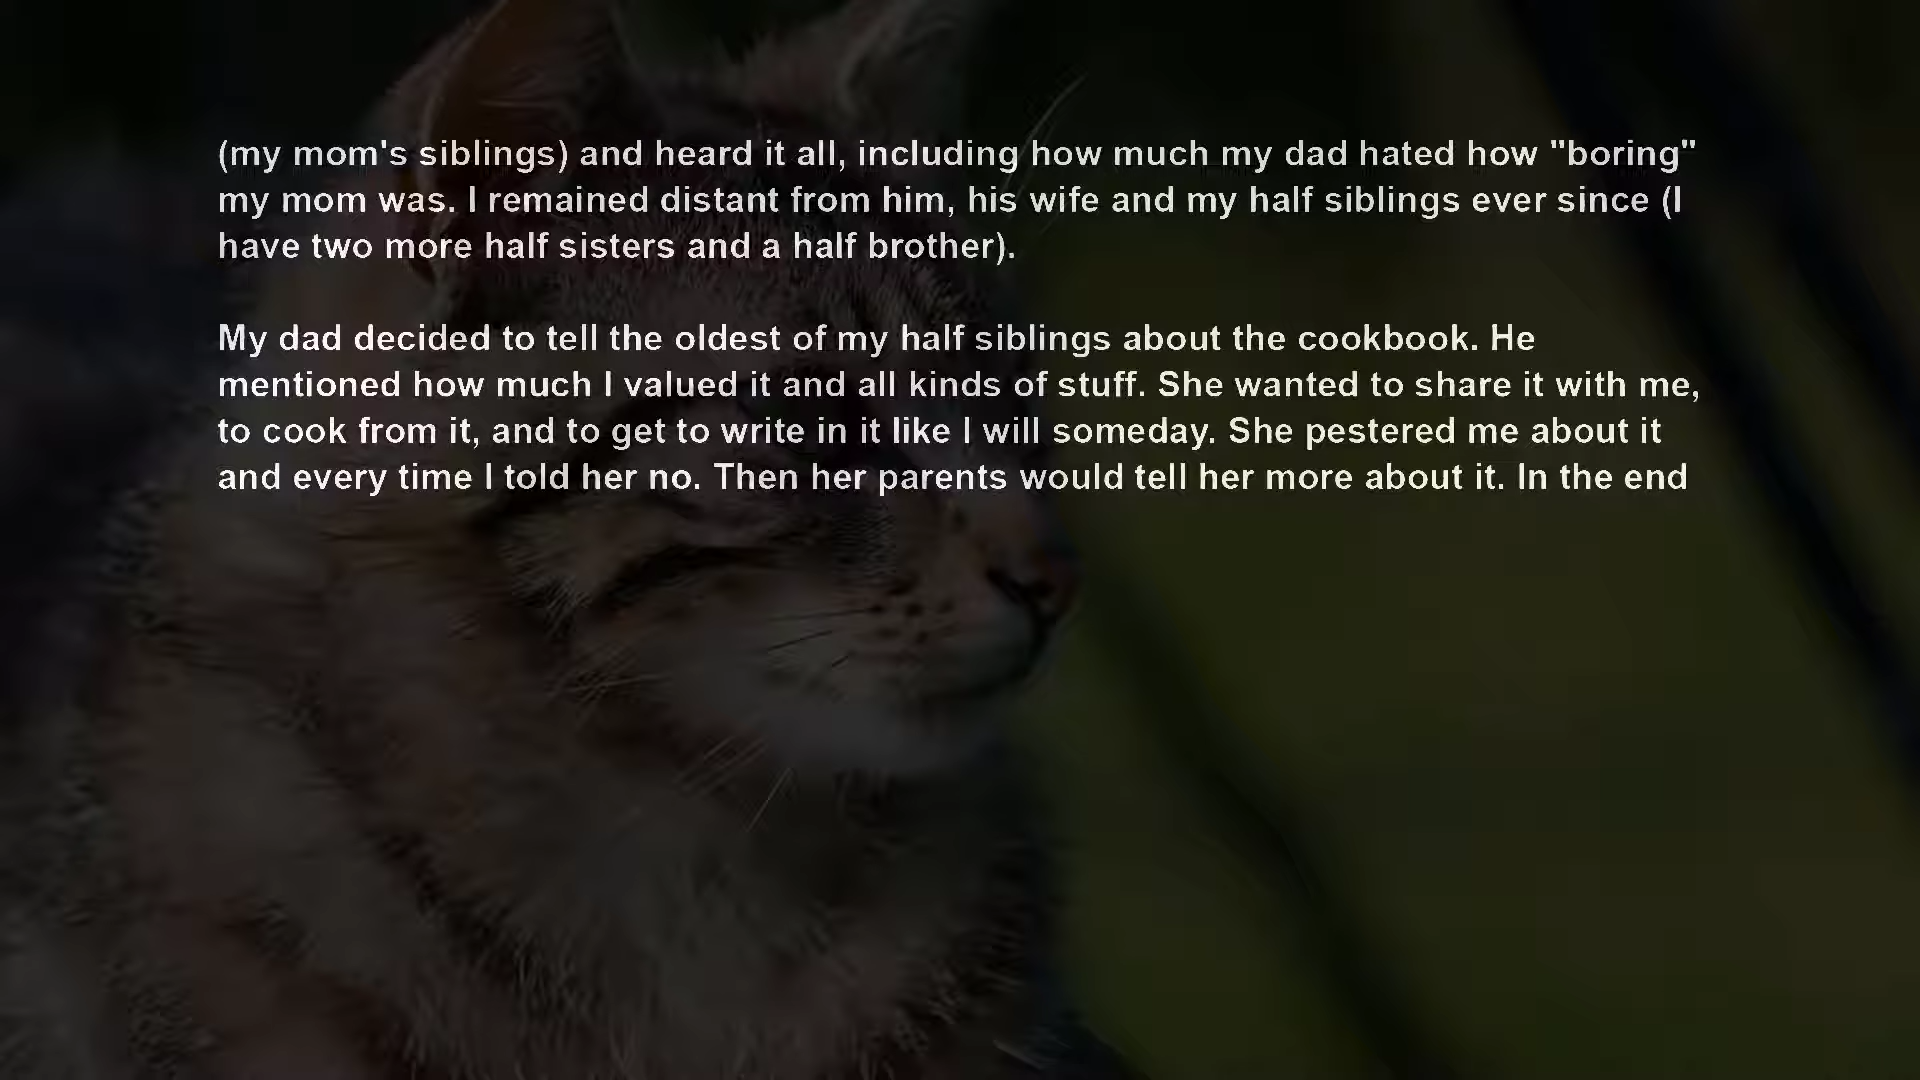 (my mom's siblings) and heard it all, including how much my dad hated how "boring"
my mom was. I remained distant from him, his wife and my half siblings ever since (I
have two more half sisters and a half brother).
My dad decided to tell the oldest of my half siblings about the cookbook. He
mentioned how much I valued it and all kinds of stuff. She wanted to share it with me,
to cook from it, and to get to write in it like I will someday. She pestered me about it
and every time I told her no. Then her parents would tell her more about it. In the end